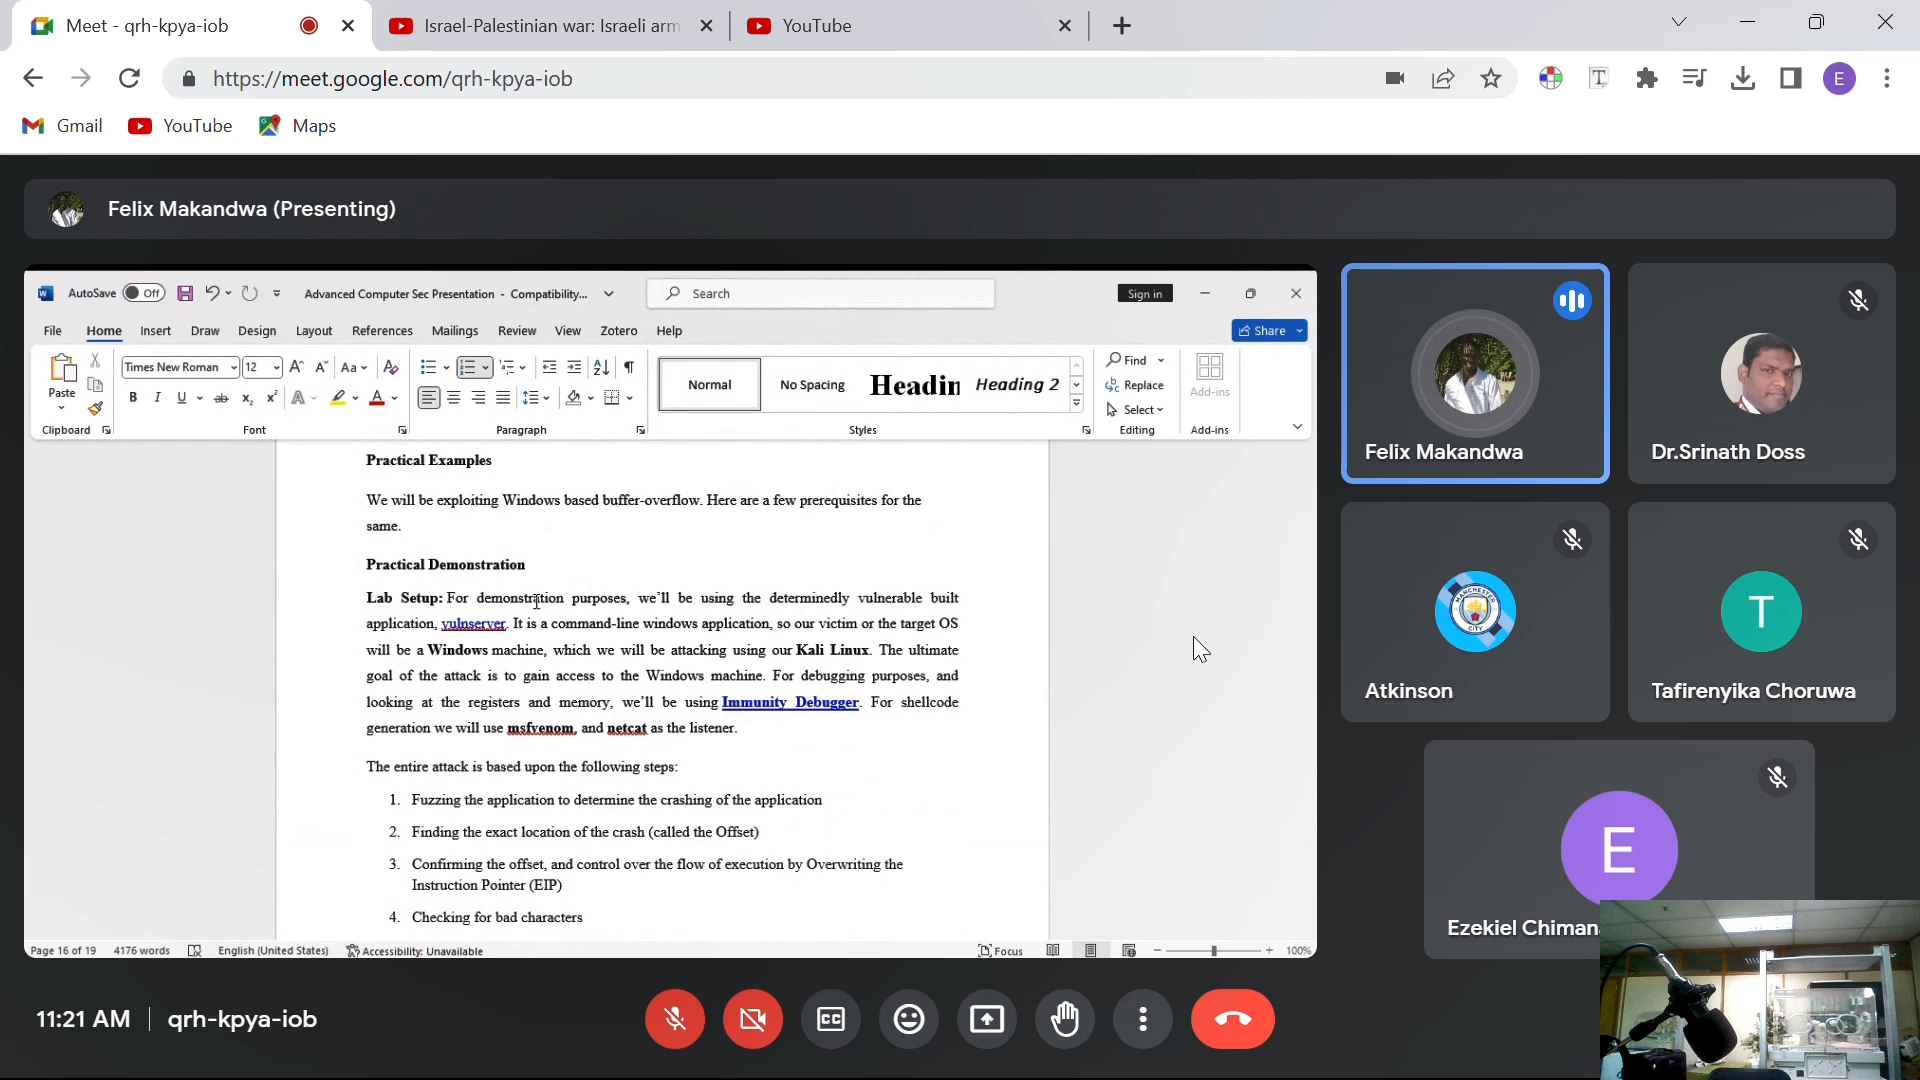 Meet - qrh-kpya-iob
Israel-Palestinian war: Israeli arm
YouTube
https://meet.google.com/qrh-kpya-iob
E
Gmail
YouTube
Maps
Felix Makandwa (Presenting)
AutoSave Off
Advanced Computer Sec Presentation - Compatibility...
Search
Sign in
File Home Insert Draw Design Layout References Mailings Review View Zotero Help
Share
Paste
Times New Roman 12
Normal
No Spacing
Headin
Heading 2
Find
Replace
Select
Add-ins
Clipboard
Font
Paragraph
Styles
Editing
Add-ins
Practical Examples
We will be exploiting Windows based buffer-overflow. Here are a few prerequisites for the
same.
Practical Demonstration
Lab Setup: For demonstration purposes, we'll be using the determinedly vulnerable built
application, vulnserver. It is a command-line windows application, so our victim or the target OS
will be a Windows machine, which we will be attacking using our Kali Linux. The ultimate
goal of the attack is to gain access to the Windows machine. For debugging purposes, and
looking at the registers and memory, we'll be using Immunity Debugger. For shellcode
generation we will use msfvenom, and netcat as the listener.
The entire attack is based upon the following steps:
1. Fuzzing the application to determine the crashing of the application
2. Finding the exact location of the crash (called the Offset)
3. Confirming the offset, and control over the flow of execution by Overwriting the
Instruction Pointer (EIP)
4. Checking for bad characters
Page 16 of 19
4176 words
English (United States)
Accessibility: Unavailable
Focus
100%
Felix Makandwa
Dr.Srinath Doss
MANCHESTER
CITY
Atkinson
T
Tafirenyika Choruwa
E
Ezekiel Chiman
11:21 AM
qrh-kpya-iob
CC